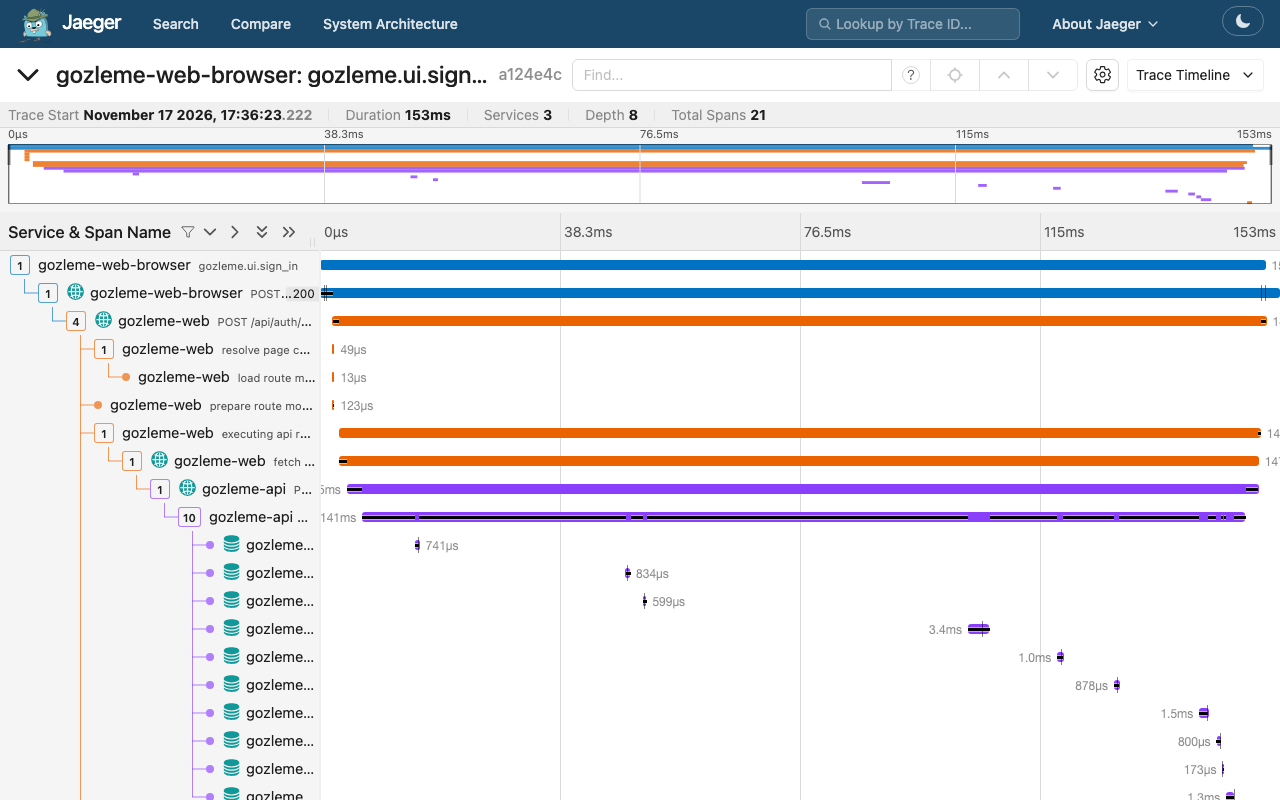 Jaeger Search Compare System Architecture Lookup by Trace ID... About Jaeger
gozleme-web-browser: gozleme.ui.sign... a124e4c Find... ? Trace Timeline
Trace Start November 17 2026, 17:36:23.222 Duration 153ms Services 3 Depth 8 Total Spans 21
0μs 38.3ms 76.5ms 115ms 153ms
Service & Span Name 0μs 38.3ms 76.5ms 115ms 153ms
1 gozleme-web-browser gozleme.ui.sign_in
1 gozleme-web-browser POST...200
4 gozleme-web POST /api/auth/...
1 gozleme-web resolve page c... 49μs
gozleme-web load route m... 13μs
gozleme-web prepare route mo... 123μs
1 gozleme-web executing api r...
1 gozleme-web fetch ...
1 gozleme-api P...
10 gozleme-api ... 141ms
gozleme... 741μs
gozleme... 834μs
gozleme... 599μs
gozleme... 3.4ms
gozleme... 1.0ms
gozleme... 878μs
gozleme... 1.5ms
gozleme... 800μs
gozleme... 173μs
gozleme... 1.3ms